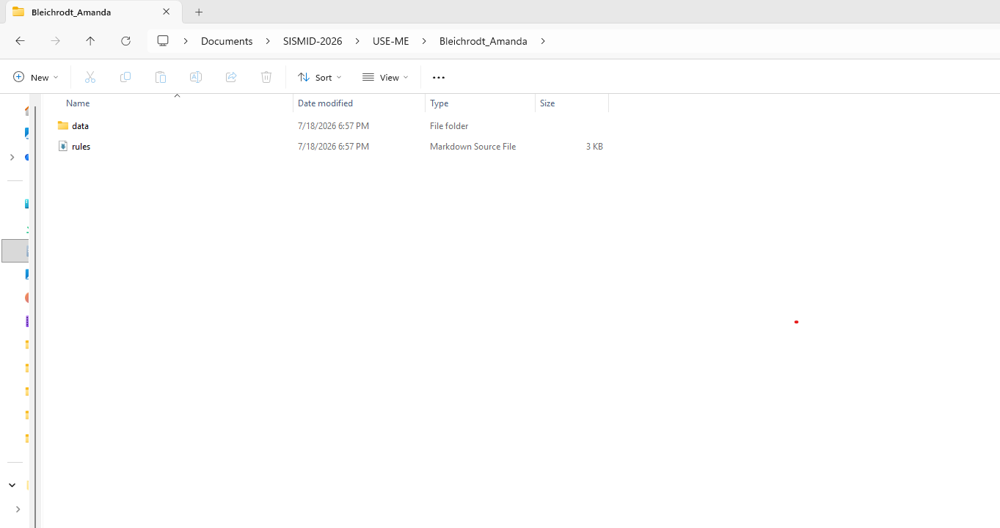 Bleichrodt_Amanda
Documents SISMID-2026 USE-ME Bleichrodt_Amanda
New Sort View
Name Date modified Type Size
data 7/18/2026 6:57 PM File folder
rules 7/18/2026 6:57 PM Markdown Source File 3 KB